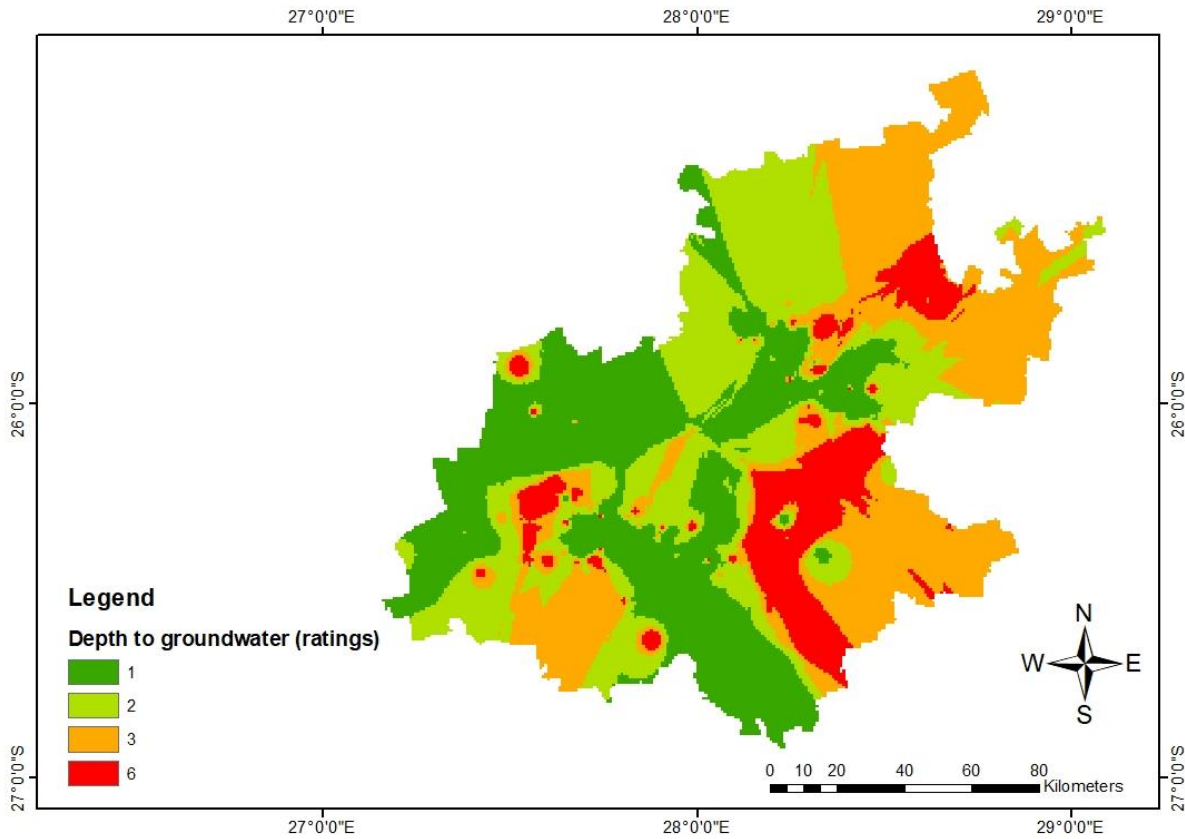 27°0'0"E 28°0'0"E 29°0'0"E
26°0'0"S 26°0'0"S
Legend
Depth to groundwater (ratings)
1
2
3
6
N
W E
S
0 10 20 40 60 80
Kilometers
27°0'0"S 27°0'0"S
27°0'0"E 28°0'0"E 29°0'0"E